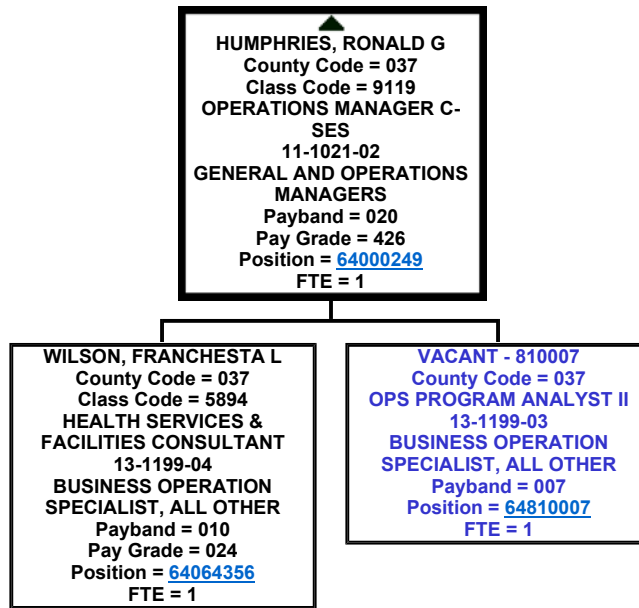 HUMPHRIES, RONALD G
County Code = 037
Class Code = 9119
OPERATIONS MANAGER C-
SES
11-1021-02
GENERAL AND OPERATIONS
MANAGERS
Payband = 020
Pay Grade = 426
Position = 64000249
FTE = 1
WILSON, FRANCHESTA L
County Code = 037
Class Code = 5894
HEALTH SERVICES &
FACILITIES CONSULTANT
13-1199-04
BUSINESS OPERATION
SPECIALIST, ALL OTHER
Payband = 010
Pay Grade = 024
Position = 64064356
FTE = 1
VACANT - 810007
County Code = 037
OPS PROGRAM ANALYST II
13-1199-03
BUSINESS OPERATION
SPECIALIST, ALL OTHER
Payband = 007
Position = 64810007
FTE = 1